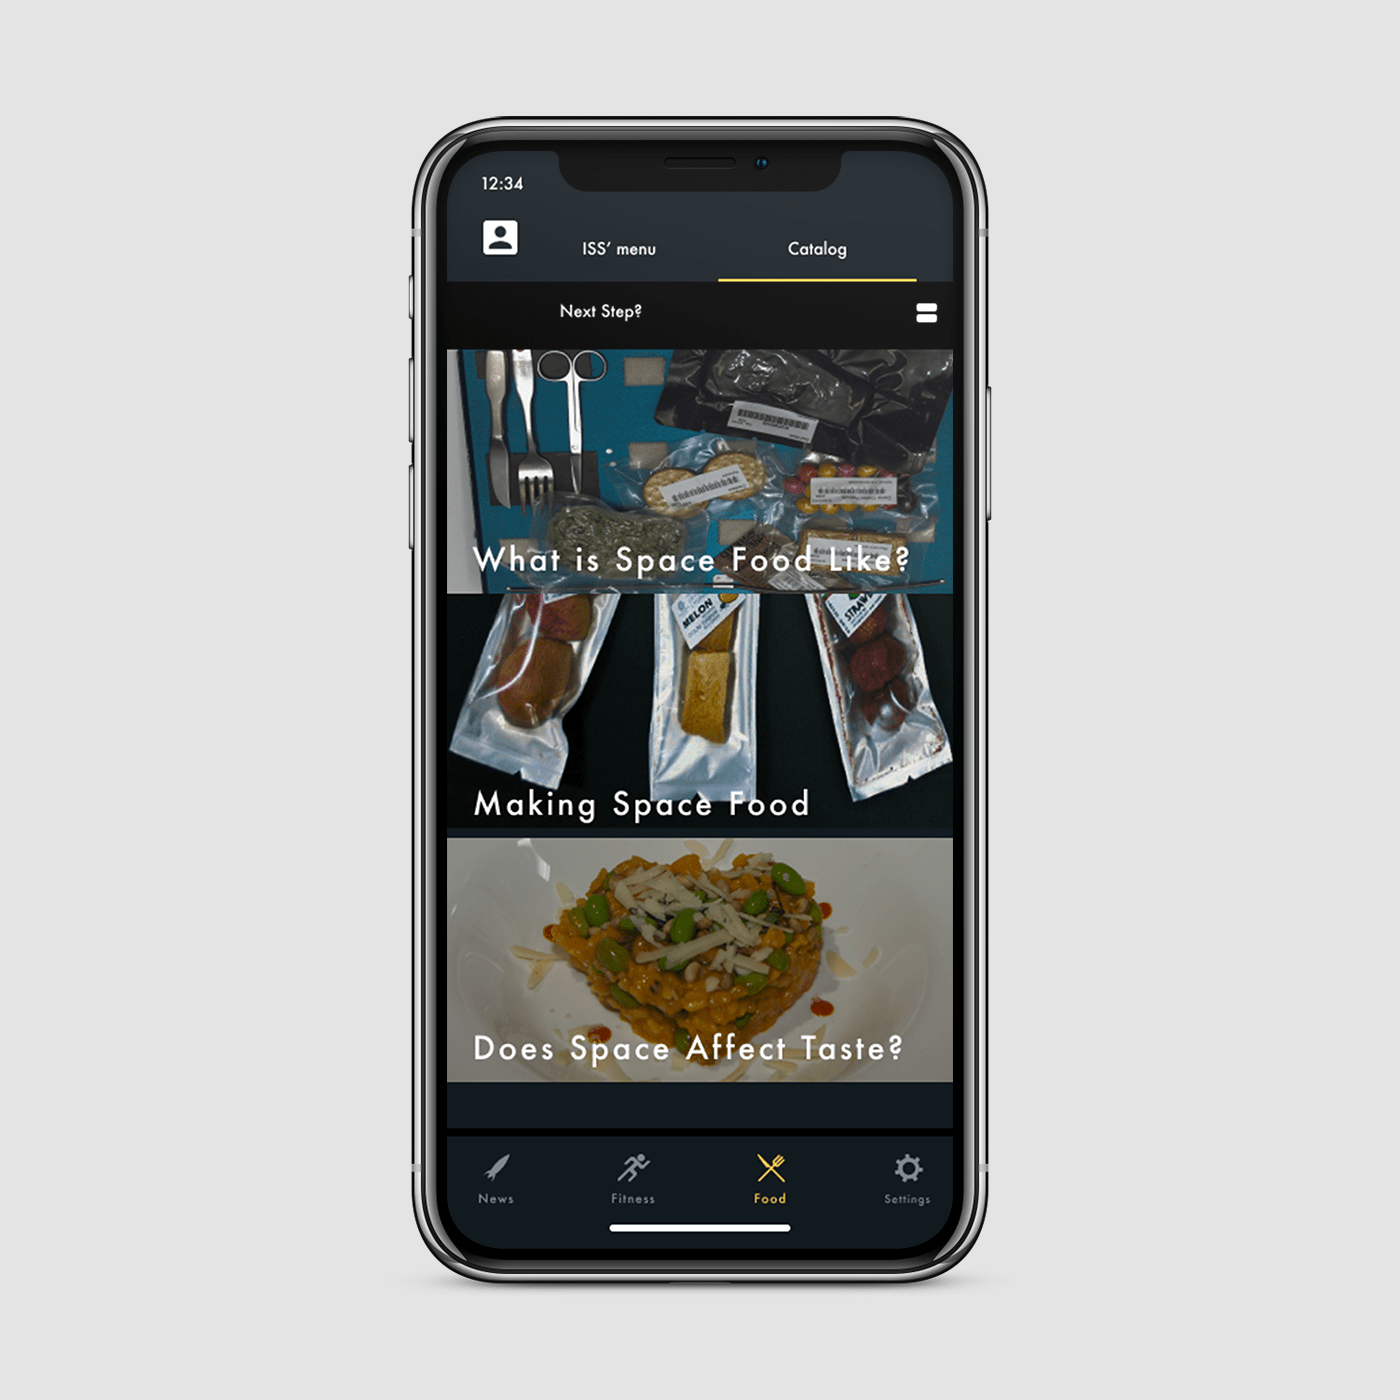 12:34
ISS’ menu
Catalog
Next Step?
What is Space Food Like?
MELON
STRAW
Making Space Food
Does Space Affect Taste?
News
Fitness
Food
Settings